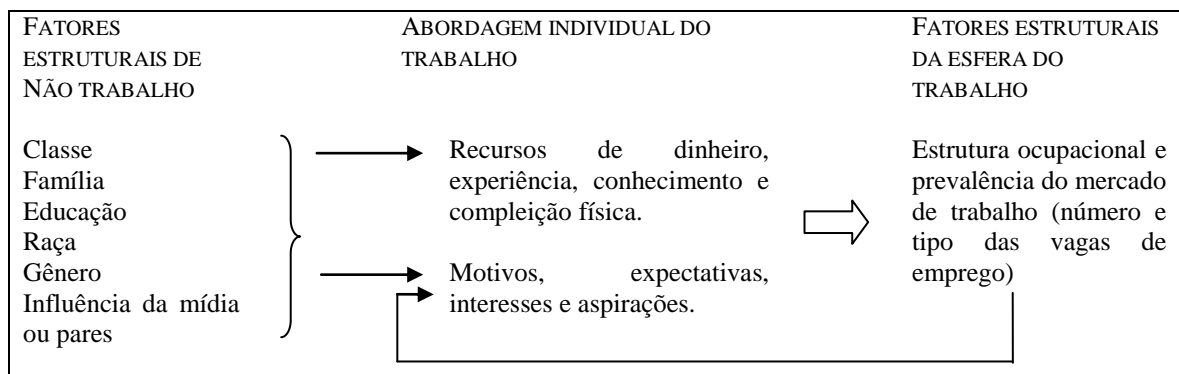 FATORES
ESTRUTURAIS DE
NÃO TRABALHO
ABORDAGEM INDIVIDUAL DO
TRABALHO
FATORES ESTRUTURAIS
DA ESFERA DO
TRABALHO
Classe
Família
Educação
Raça
Gênero
Influência da mídia
ou pares
Recursos de dinheiro,
experiência, conhecimento e
compleição física.
Motivos, expectativas,
interesses e aspirações.
Estrutura ocupacional e
prevalência do mercado
de trabalho (número e
tipo das vagas de
emprego)